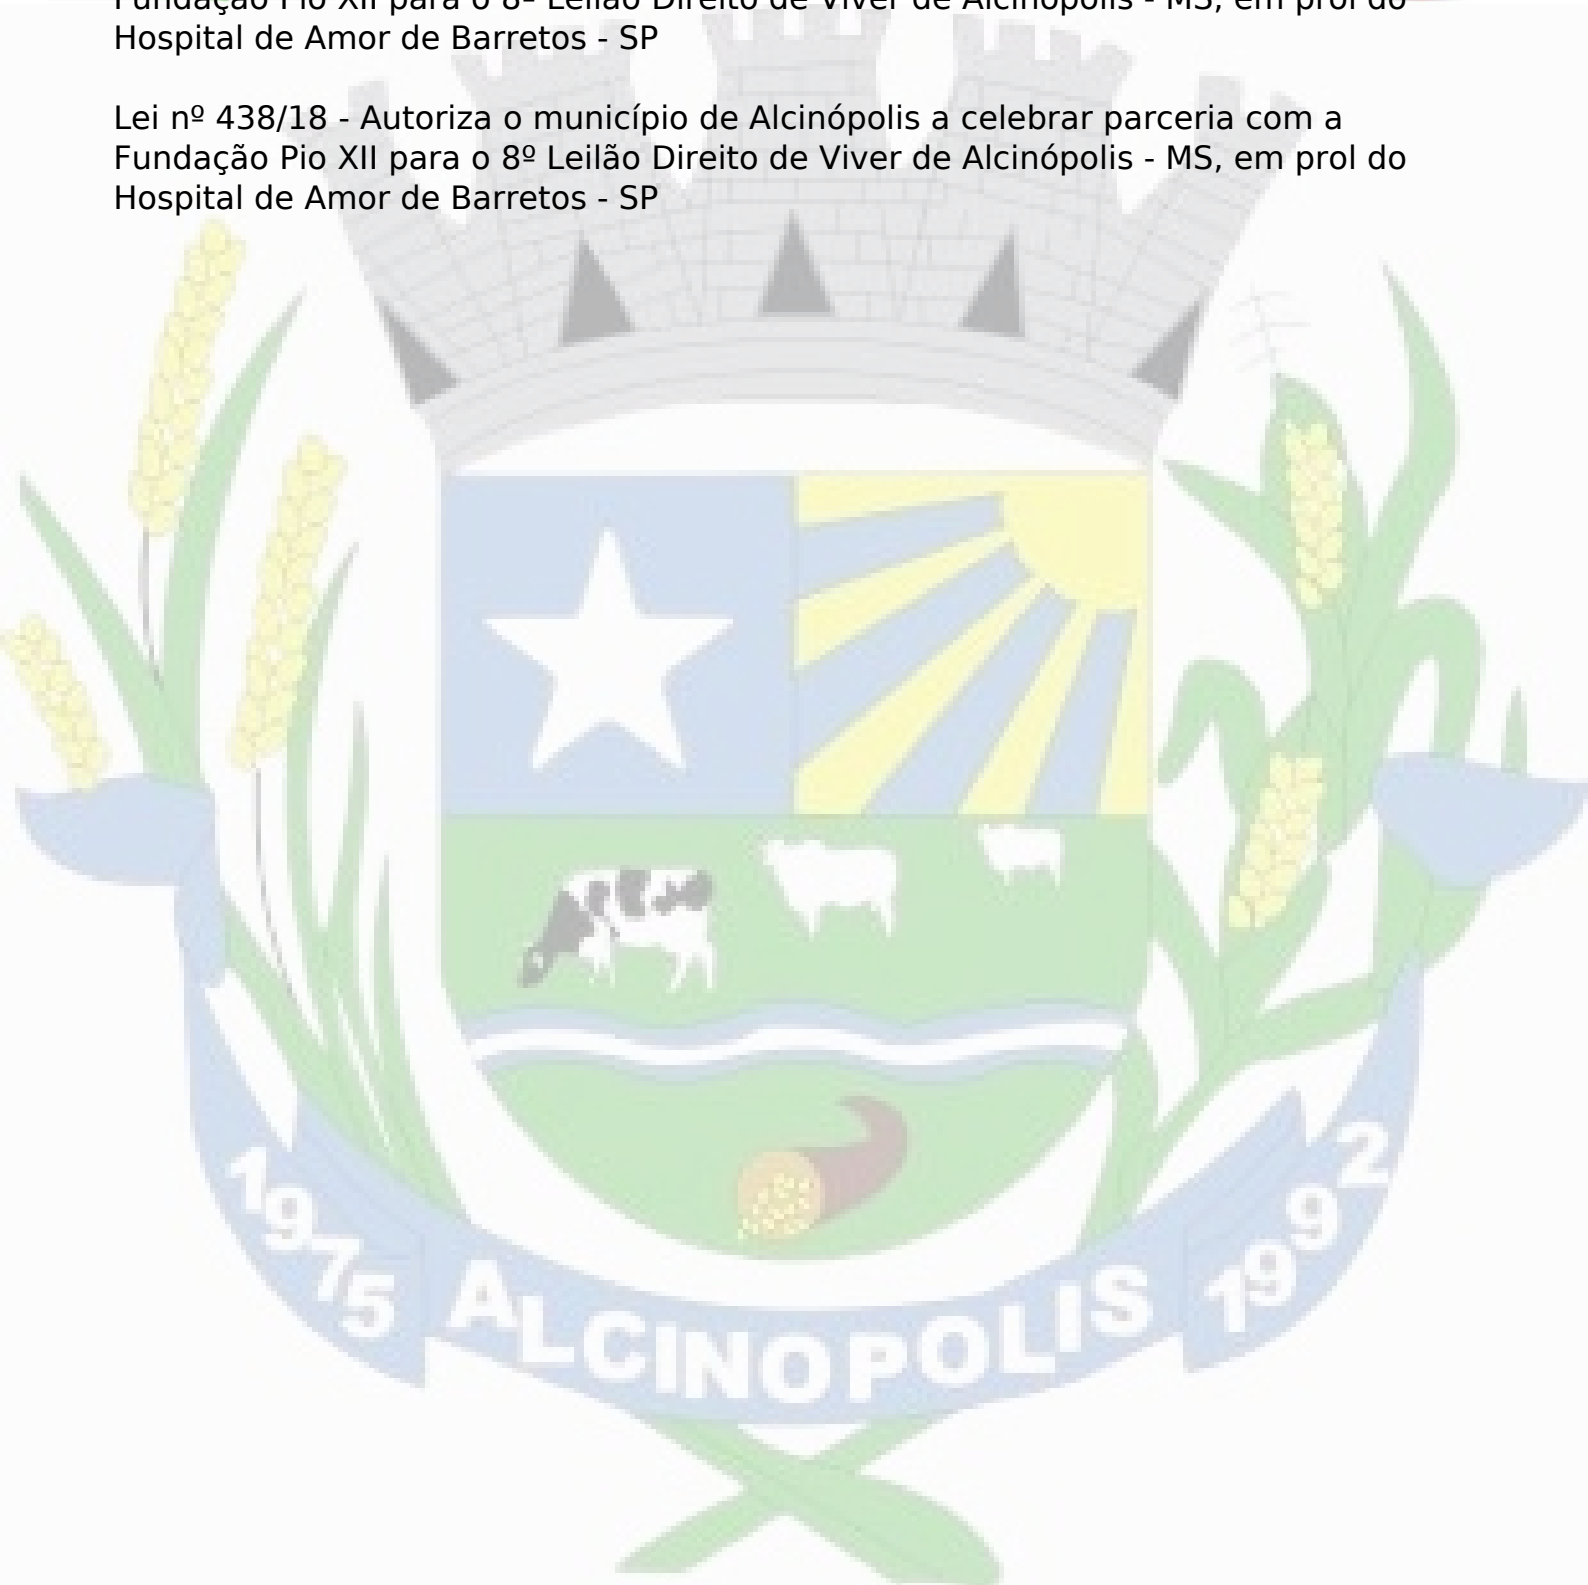 Fundação Pio XII para o 8º Leilão Direito de Viver de Alcinópolis - MS, em prol do
Hospital de Amor de Barretos - SP
Lei nº 438/18 - Autoriza o município de Alcinópolis a celebrar parceria com a
Fundação Pio XII para o 8º Leilão Direito de Viver de Alcinópolis - MS, em prol do
Hospital de Amor de Barretos - SP
1975 ALCINOPOLIS 1992